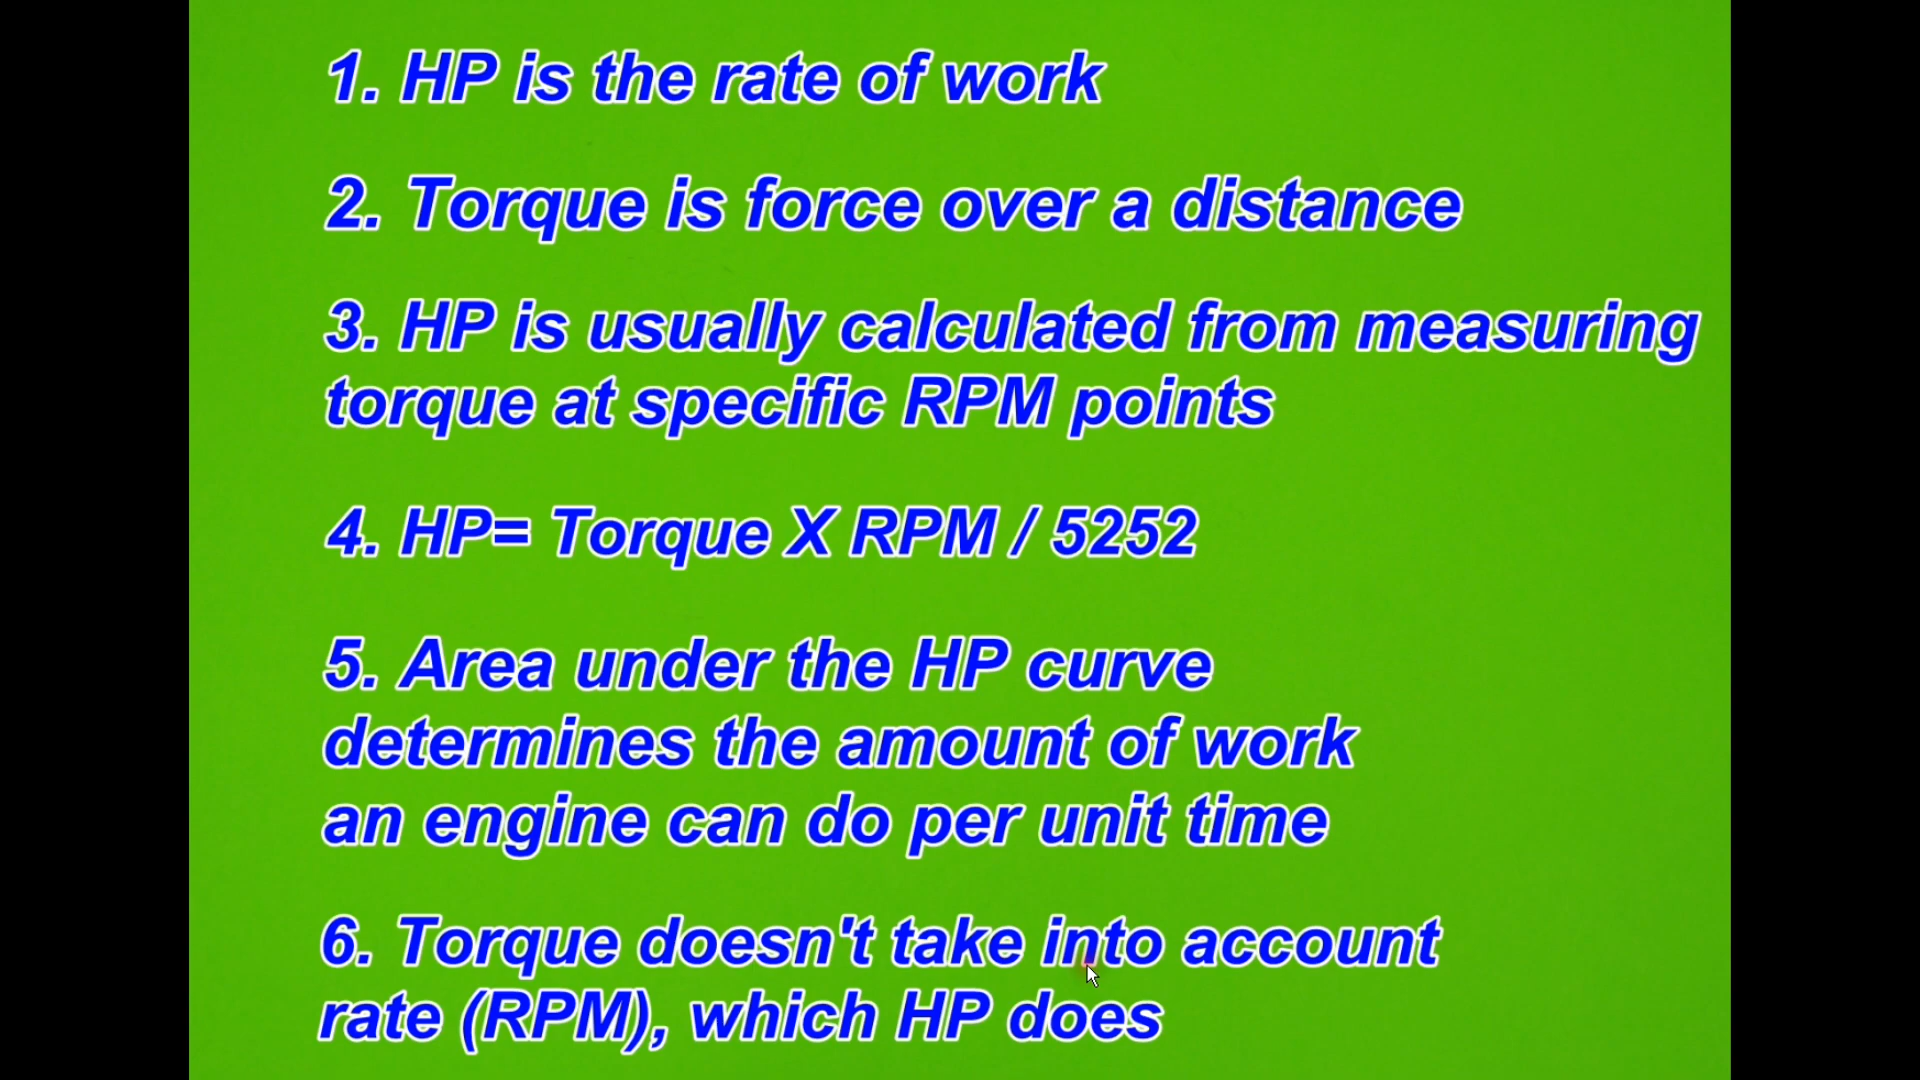 1. HP is the rate of work
2. Torque is force over a distance
3. HP is usually calculated from measuring
torque at specific RPM points
4. HP= Torque X RPM / 5252
5. Area under the HP curve
determines the amount of work
an engine can do per unit time
6. Torque doesn't take into account
rate (RPM), which HP does